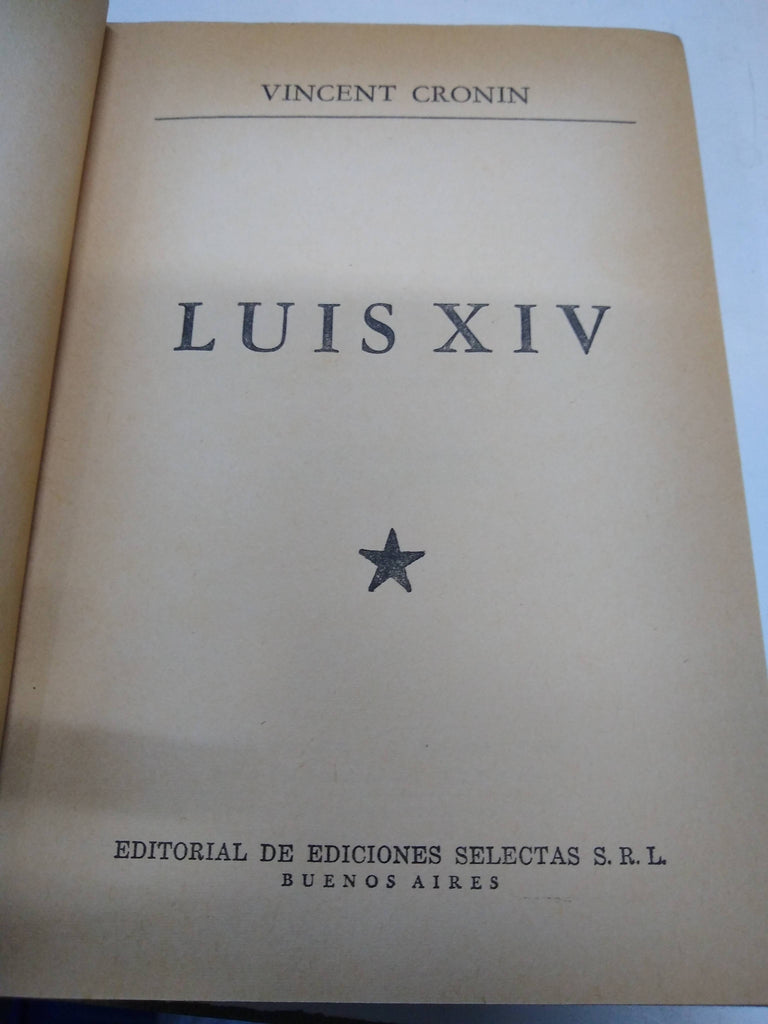 VINCENT CRONIN
LUIS XIV
EDITORIAL DE EDICIONES SELECTAS S. R. L.
BUENOS AIRES